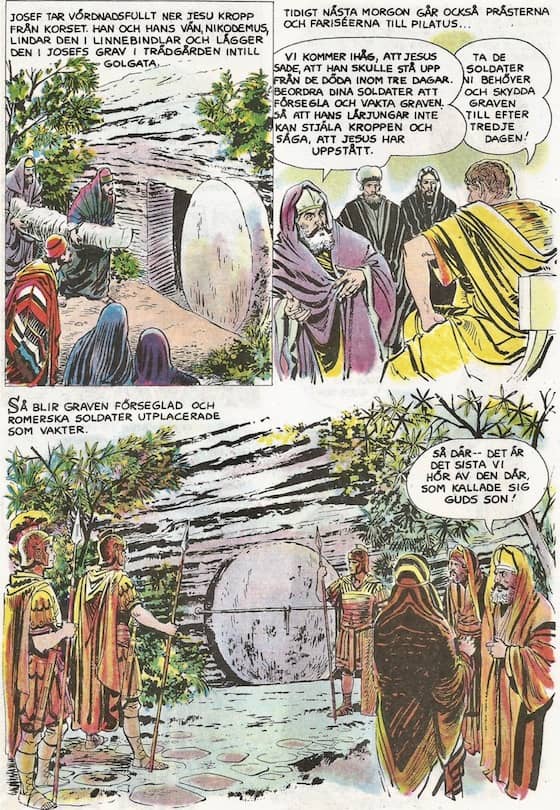 JOSEF TAR VÖRDNADSFULLT NER JESU KROPP
FRÅN KORSET. HAN OCH HANS VÄN, NIKODEMUS,
LINDAR DEN I LINNEBINDLAR OCH LÄGGER
DEN I JOSEFS GRAV I TRÄDGÅRDEN INTILL
GOLGATA.
TIDIGT NÄSTA MORGON GÅR OCKSÅ PRÄSTERNA
OCH FARISÉERNA TILL PILATUS...
VI KOMMER IHÅG, ATT JESUS
SADE, ATT HAN SKULLE STÅ UPP
FRÅN DE DÖDA INOM TRE DAGAR.
BEORDRA DINA SOLDATER ATT
FÖRSEGLA OCH VAKTA GRAVEN.
SÅ ATT HANS LÄRJUNGAR INTE
KAN STJÄLA KROPPEN OCH
SÄGA, ATT JESUS HAR
UPPSTÅTT.
TA DE
SOLDATER
NI BEHÖVER
OCH SKYDDA
GRAVEN
TILL EFTER
TREDJE
DAGEN!
SÅ BLIR GRAVEN FÖRSEGLAD OCH
ROMERSKA SOLDATER UTPLACERADE
SOM VAKTER.
SÅ DÄR-- DET ÄR
DET SISTA VI
HÖR AV DEN DÄR,
SOM KALLADE SIG
GUDS SON!